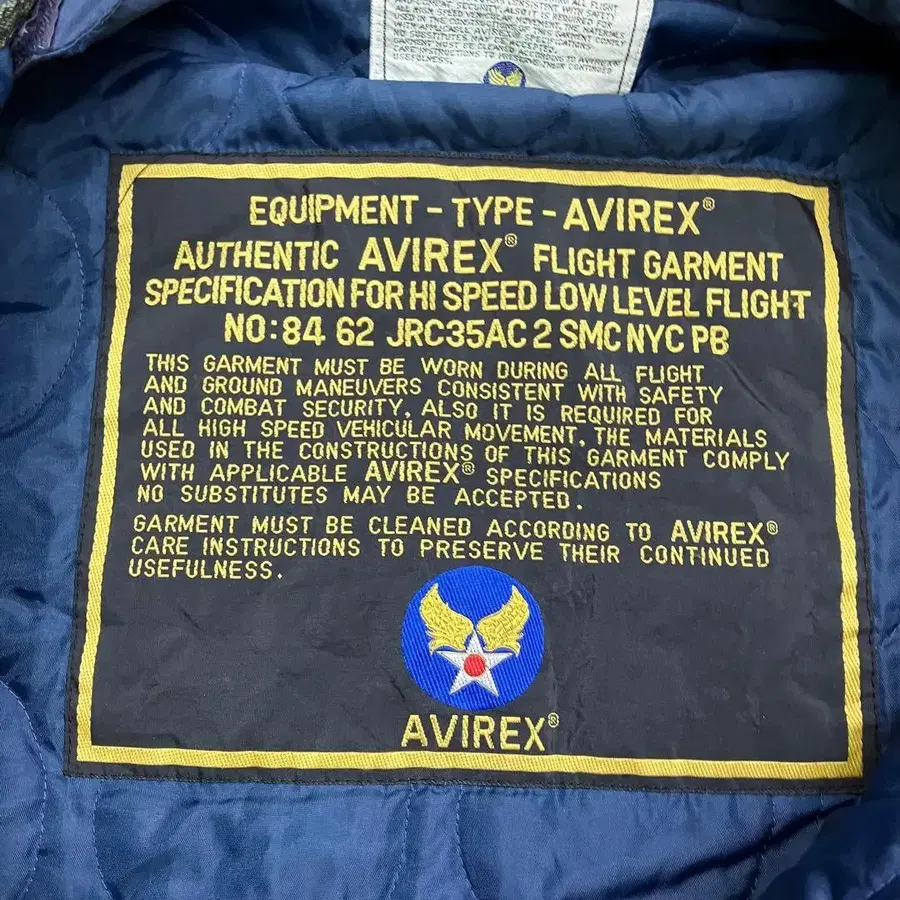 USED IN THE
USEFULNESS.
EQUIPMENT - TYPE - AVIREX®
AUTHENTIC AVIREX® FLIGHT GARMENT
SPECIFICATION FOR HI SPEED LOW LEVEL FLIGHT
NO:84 62 JRC35AC 2 SMC NYC PB
THIS GARMENT MUST BE WORN DURING ALL FLIGHT
AND GROUND MANEUVERS CONSISTENT WITH SAFETY
AND COMBAT SECURITY, ALSO IT IS REQUIRED FOR
ALL HIGH SPEED VEHICULAR MOVEMENT, THE MATERIALS
USED IN THE CONSTRUCTIONS OF THIS GARMENT COMPLY
WITH APPLICABLE AVIREX® SPECIFICATIONS
NO SUBSTITUTES MAY BE ACCEPTED.
GARMENT MUST BE CLEANED ACCORDING TO AVIREX®
CARE INSTRUCTIONS TO PRESERVE THEIR CONTINUED
USEFULNESS.
AVIREX®